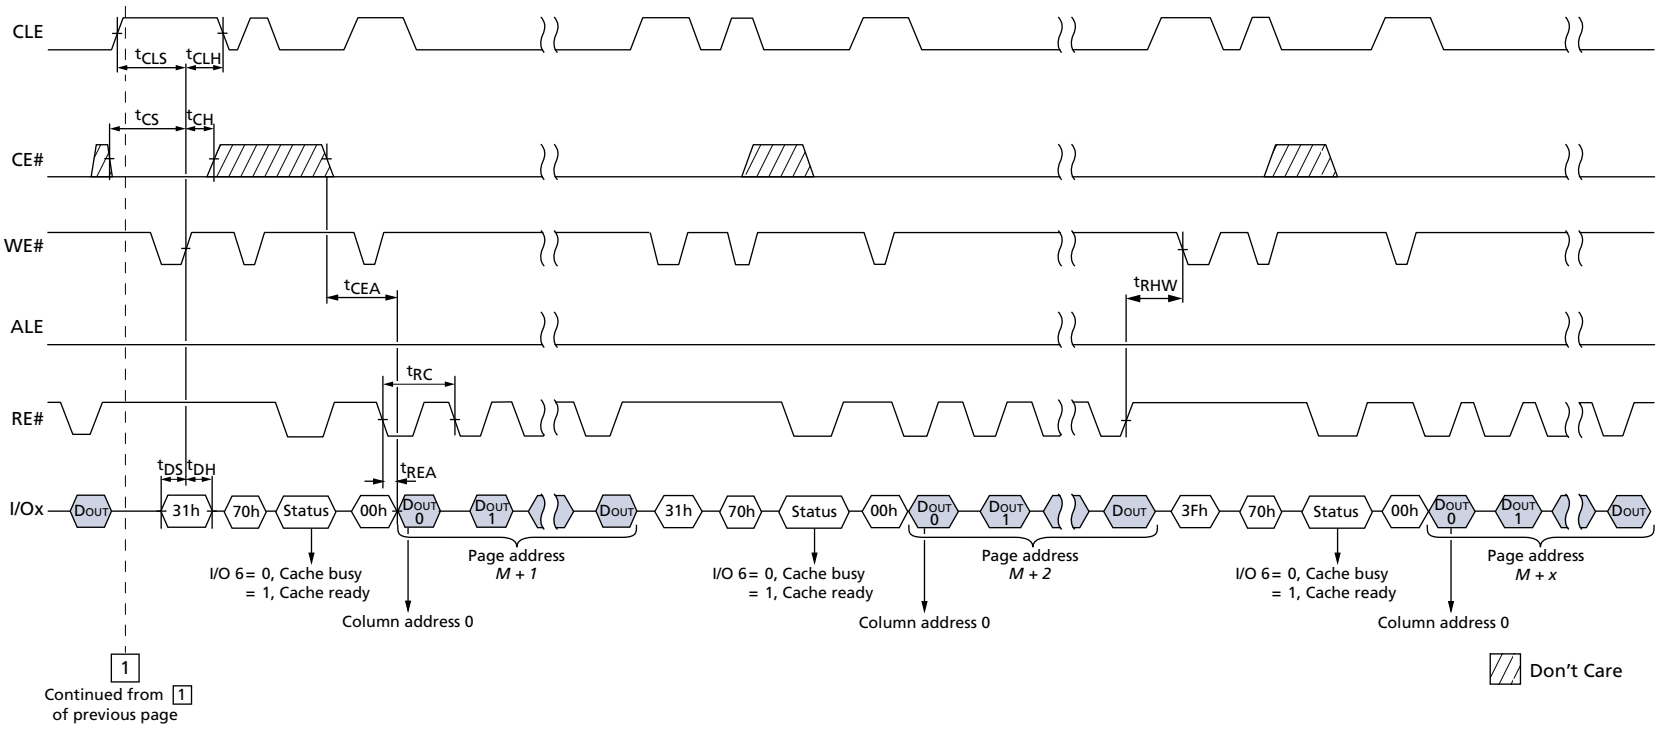 CLE
tCLS tCLH
tCS tCH
CE#
WE#
tCEA
tRHW
ALE
tRC
RE#
tDS tDH
tREA
I/Ox DOUT 31h 70h Status 00h DOUT 0 DOUT 1 DOUT 31h 70h Status 00h DOUT 0 DOUT 1 DOUT 3Fh 70h Status 00h DOUT 0 DOUT 1 DOUT
Page address
M + 1
Page address
M + 2
Page address
M + x
I/O 6 = 0, Cache busy
= 1, Cache ready
I/O 6 = 0, Cache busy
= 1, Cache ready
I/O 6 = 0, Cache busy
= 1, Cache ready
Column address 0
Column address 0
Column address 0
1
Continued from 1
of previous page
Don't Care